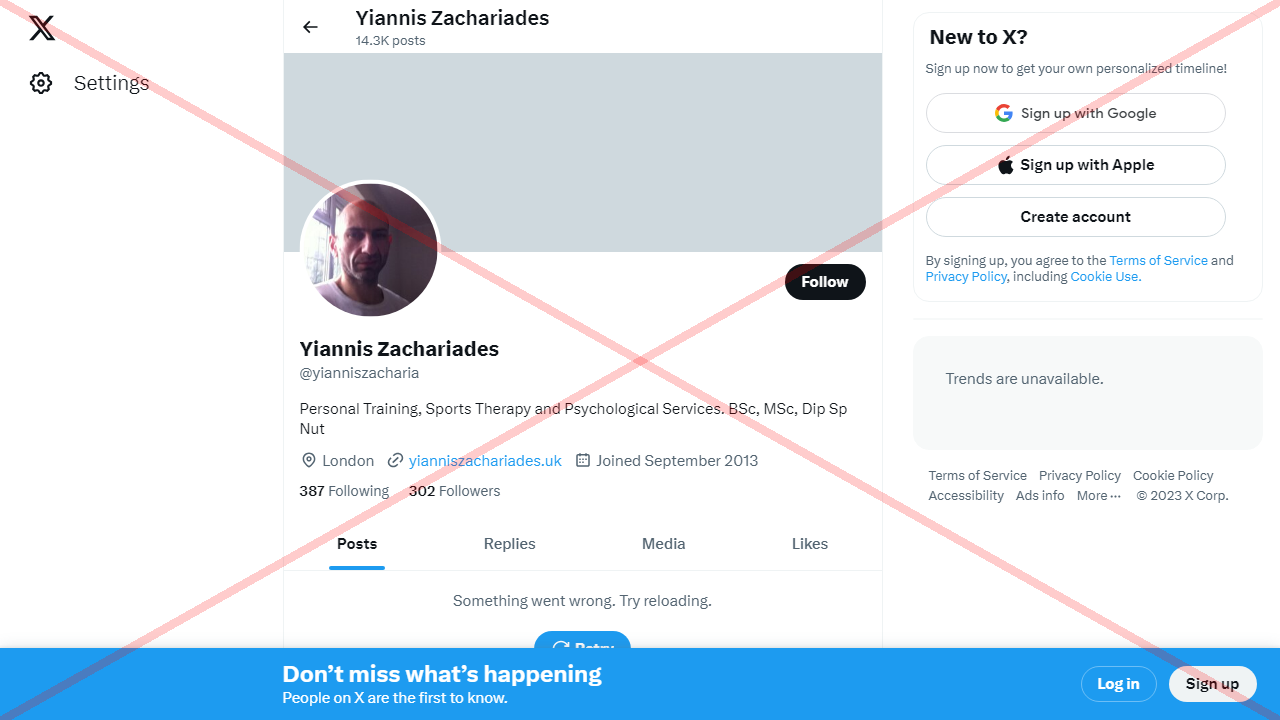 Settings
Yiannis Zachariades
14.3K posts
Follow
Yiannis Zachariades
@yianniszacharia
Personal Training, Sports Therapy and Psychological Services. BSc, MSc, Dip Sp
Nut
London yianniszachariades.uk Joined September 2013
387 Following 302 Followers
Posts Replies Media Likes
Something went wrong. Try reloading.
Retry
New to X?
Sign up now to get your own personalized timeline!
Sign up with Google
Sign up with Apple
Create account
By signing up, you agree to the Terms of Service and
Privacy Policy, including Cookie Use.
Trends are unavailable.
Terms of Service Privacy Policy Cookie Policy
Accessibility Ads info More ··· © 2023 X Corp.
Don’t miss what’s happening
People on X are the first to know.
Log in Sign up